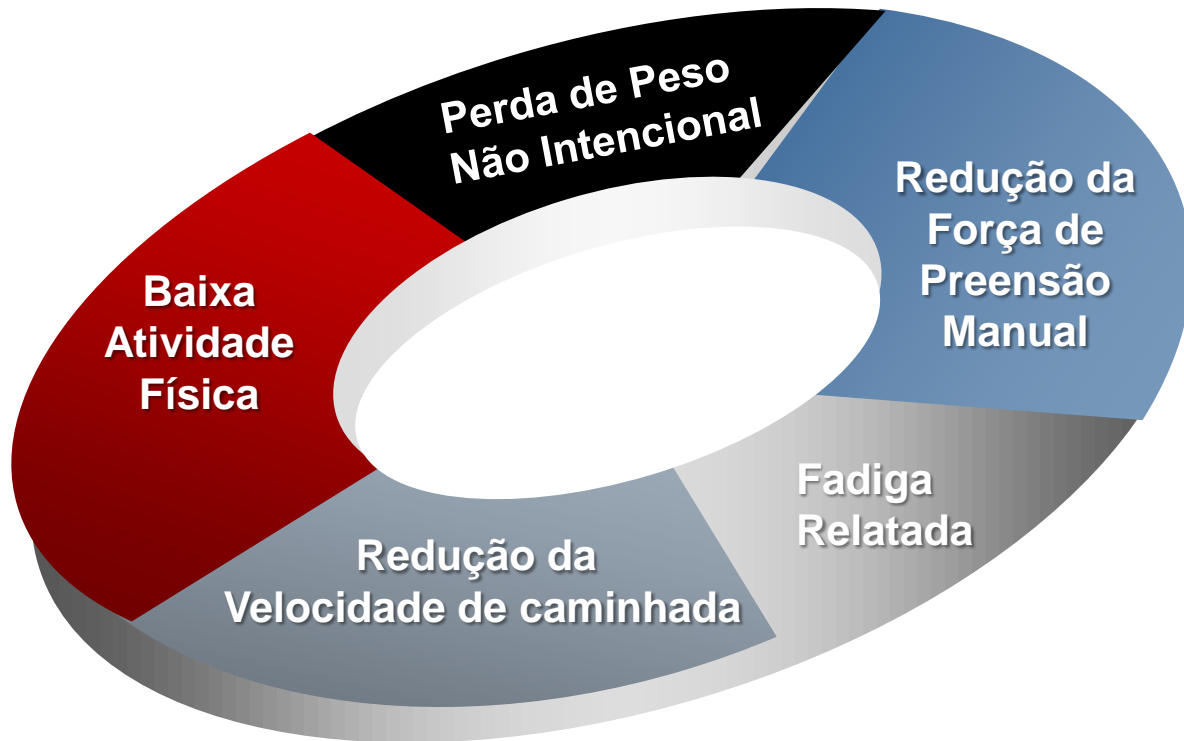 Perda de Peso
Não Intencional
Redução da
Força de
Preensão
Manual
Baixa
Atividade
Física
Fadiga
Relatada
Redução da
Velocidade de caminhada